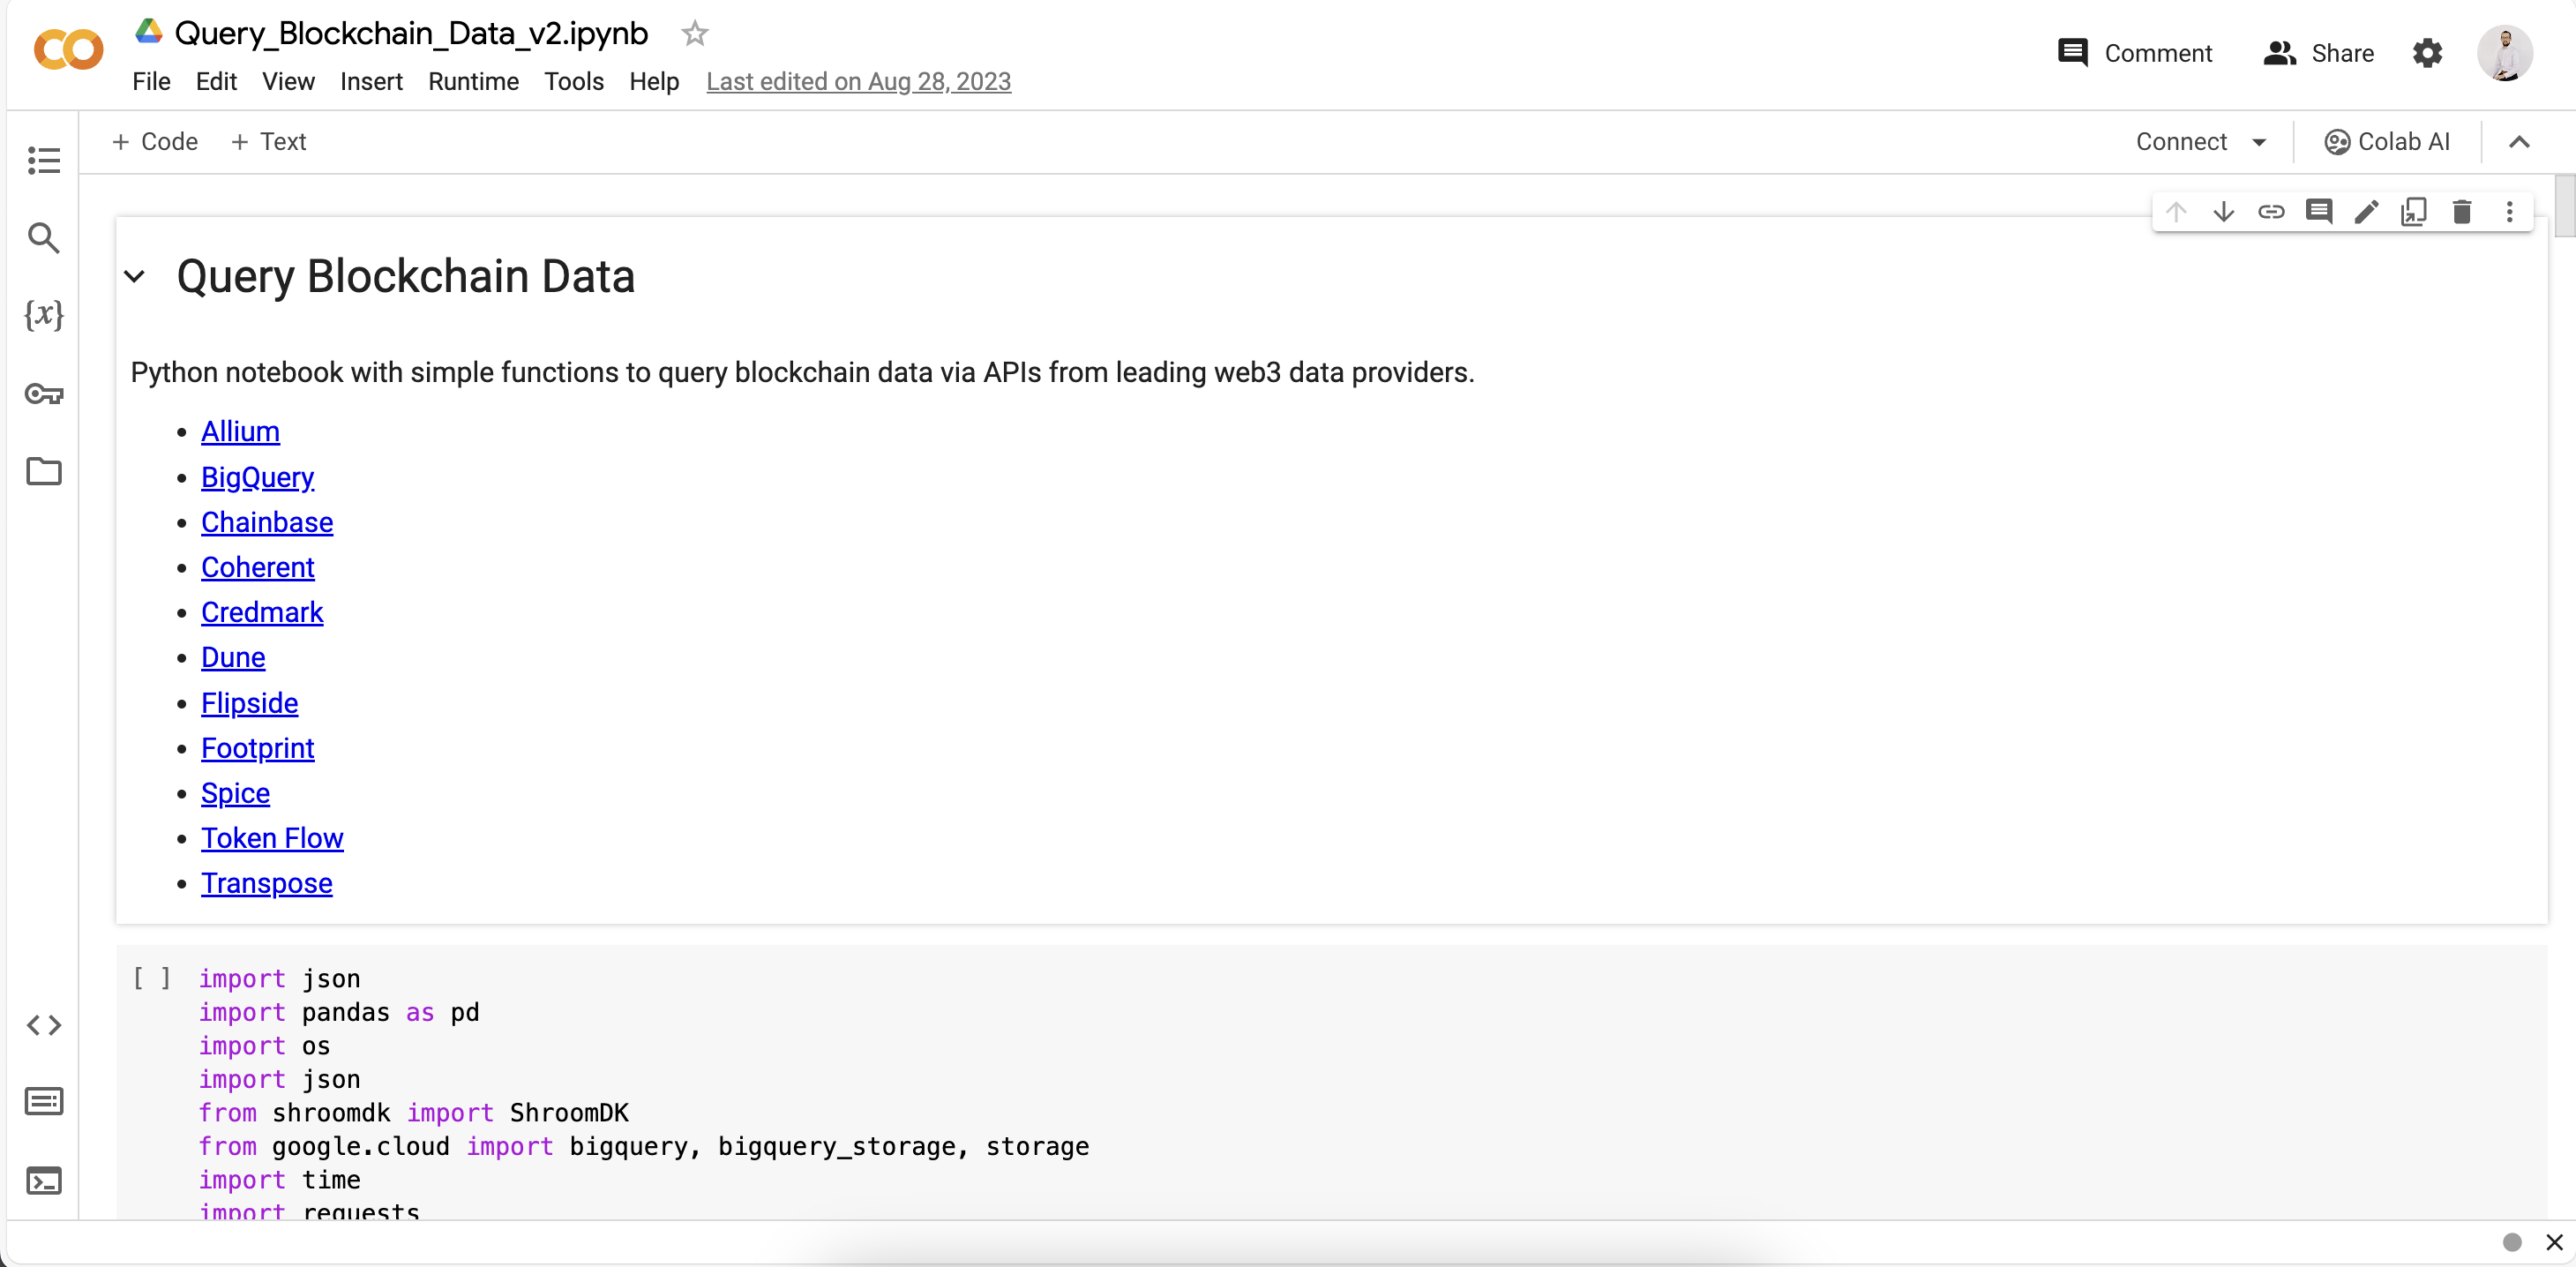 Query_Blockchain_Data_v2.ipynb
File Edit View Insert Runtime Tools Help Last edited on Aug 28, 2023
Comment Share
+ Code + Text
Connect Colab AI
Query Blockchain Data
{x}
Python notebook with simple functions to query blockchain data via APIs from leading web3 data providers.
• Allium
• BigQuery
• Chainbase
• Coherent
• Credmark
• Dune
• Flipside
• Footprint
• Spice
• Token Flow
• Transpose
[ ] import json
import pandas as pd
import os
import json
from shroomdk import ShroomDK
from google.cloud import bigquery, bigquery_storage, storage
import time
import requests